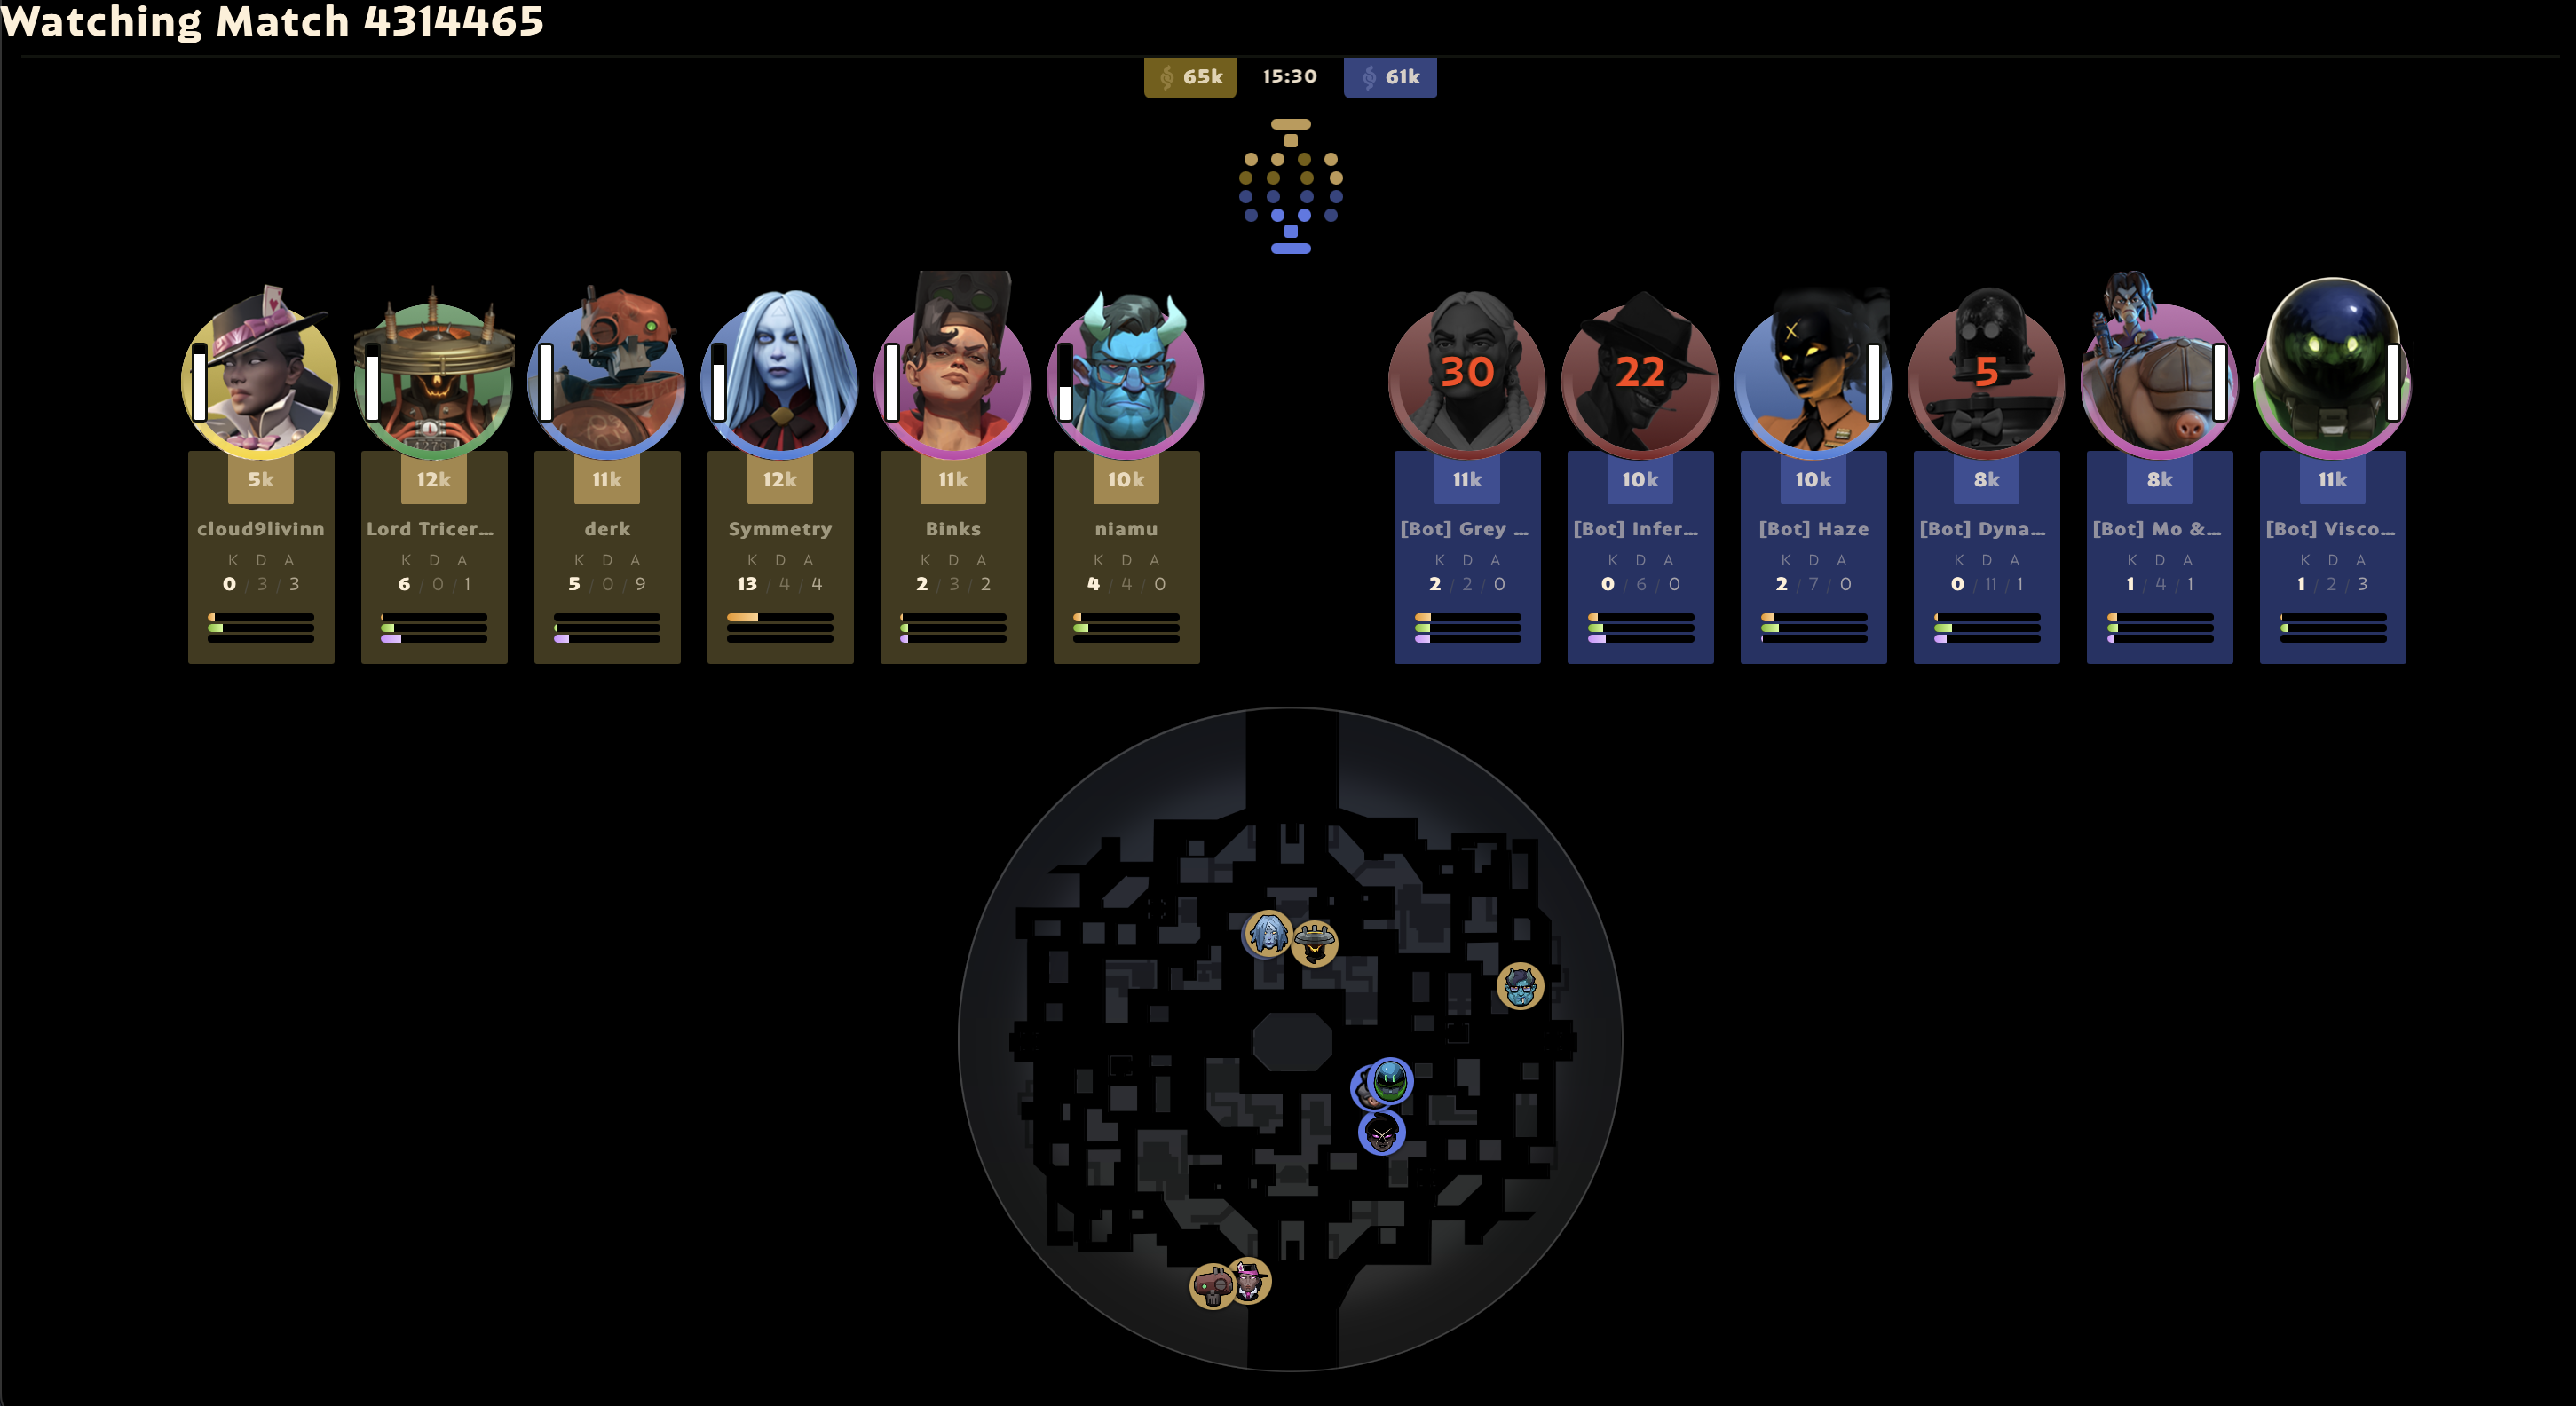 Watching Match 4314465
65k 15:30 61k
30 22 5
5k 12k 11k 12k 11k 10k 11k 10k 10k 8k 8k 11k
cloud9livinn Lord Tricer... derk Symmetry Binks niamu [Bot] Grey ... [Bot] Infer... [Bot] Haze [Bot] Dyna... [Bot] Mo &... [Bot] Visco...
K D A K D A K D A K D A K D A K D A K D A K D A K D A K D A K D A K D A
0 / 3 / 3 6 / 0 / 1 5 / 0 / 9 13 / 4 / 4 2 / 3 / 2 4 / 4 / 0 2 / 2 / 0 0 / 6 / 0 2 / 7 / 0 0 / 11 / 1 1 / 4 / 1 1 / 2 / 3